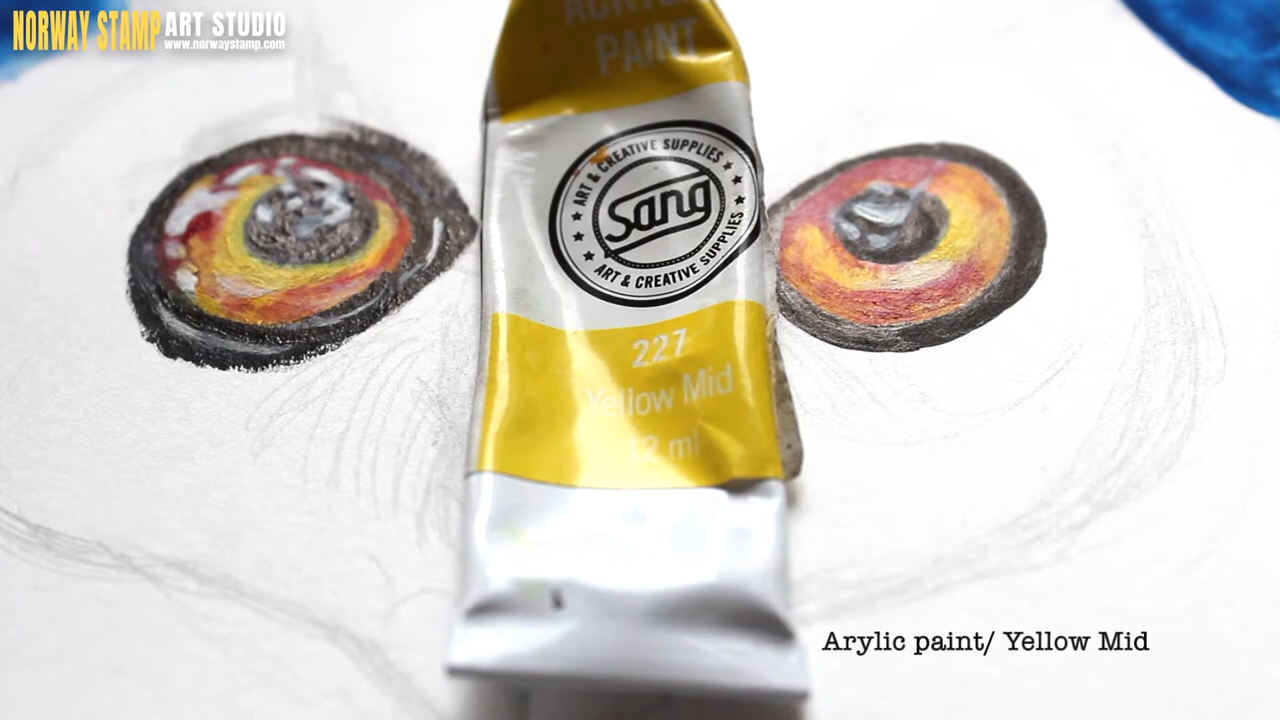 NORWAY STAMP ART STUDIO
www.norwaystamp.com
ACRYLIC
PAINT
ART & CREATIVE SUPPLIES
Sang
ART & CREATIVE SUPPLIES
227
Yellow Mid
12 ml
Arylic paint/ Yellow Mid